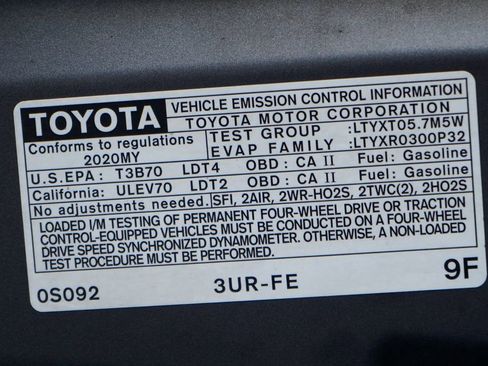 TOYOTA
VEHICLE EMISSION CONTROL INFORMATION
TOYOTA MOTOR CORPORATION
Conforms to regulations
2020MY
TEST GROUP :LTYXT05.7M5W
EVAP FAMILY :LTYXR0300P32
U.S.EPA : T3B70 LDT4 OBD : CA II Fuel: Gasoline
California: ULEV70 LDT2 OBD : CA II Fuel: Gasoline
No adjustments needed. SFI, 2AIR, 2WR-HO2S, 2TWC(2), 2HO2S
LOADED I/M TESTING OF PERMANENT FOUR-WHEEL DRIVE OR TRACTION
CONTROL-EQUIPPED VEHICLES MUST BE CONDUCTED ON A FOUR-WHEEL
DRIVE SPEED SYNCHRONIZED DYNAMOMETER. OTHERWISE, A NON-LOADED
TEST PROCEDURE MUST BE USED.
0S092 3UR-FE 9F